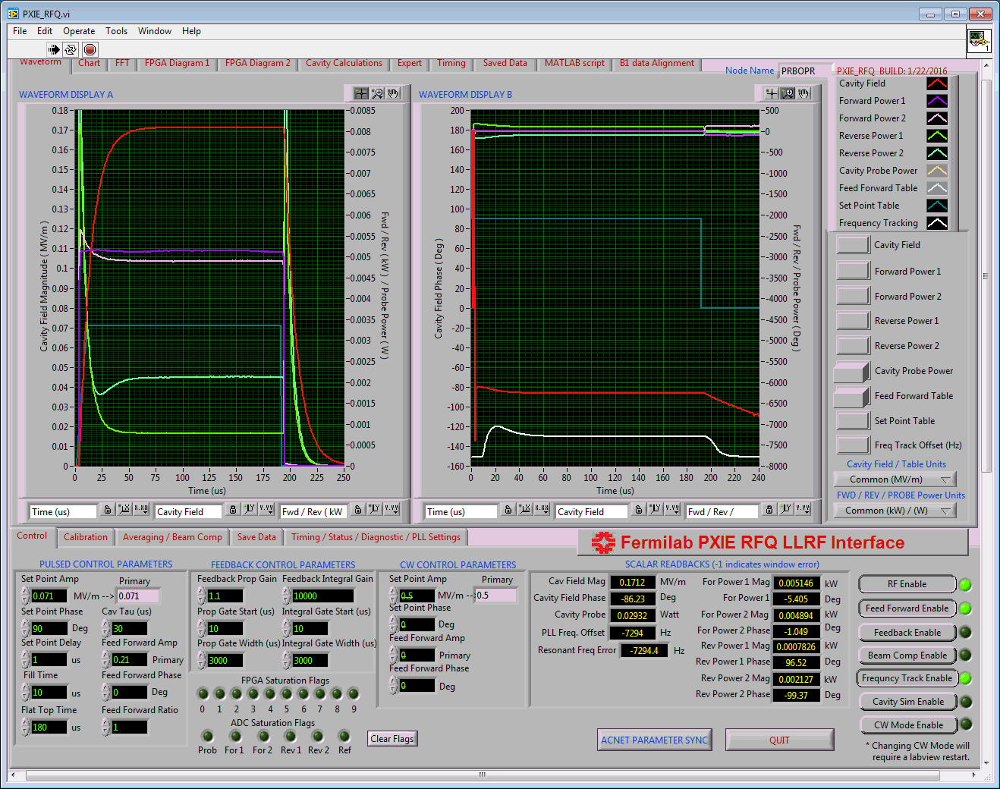 PXIE_RFQ.vi
File Edit Operate Tools Window Help
Waveform Chart FFT FPGA Diagram 1 FPGA Diagram 2 Cavity Calculations Expert Timing Saved Data MATLAB script B1 data Alignment
Node Name PRBOPR PXIE_RFQ BUILD: 1/22/2016
WAVEFORM DISPLAY A
0.18
0.17
0.16
0.15
0.14
0.13
0.12
0.11
0.1
0.09
0.08
0.07
0.06
0.05
0.04
0.03
0.02
0.01
0
Cavity Field Magnitude ( MV/m )
0 25 50 75 100 125 150 175 200 225 250
Time (us)
0.0085
0.008
0.0075
0.007
0.0065
0.006
0.0055
0.005
0.0045
0.004
0.0035
0.003
0.0025
0.002
0.0015
0.001
0.0005
0
Fwd / Rev ( kW ) / Probe Power ( W )
Time (us) Cavity Field Fwd / Rev ( kW
WAVEFORM DISPLAY B
200
180
160
140
120
100
80
60
40
20
0
-20
-40
-60
-80
-100
-120
-140
-160
Cavity Field Phase ( Deg )
0 20 40 60 80 100 120 140 160 180 200 220 240
Time (us)
500
0
-500
-1000
-1500
-2000
-2500
-3000
-3500
-4000
-4500
-5000
-5500
-6000
-6500
-7000
-7500
-8000
Fwd / Rev / Probe Power ( Deg )
Time (us) Cavity Field Fwd / Rev /
Cavity Field
Forward Power 1
Forward Power 2
Reverse Power 1
Reverse Power 2
Cavity Probe Power
Feed Forward Table
Set Point Table
Frequency Tracking
Cavity Field
Forward Power 1
Forward Power 2
Reverse Power 1
Reverse Power 2
Cavity Probe Power
Feed Forward Table
Set Point Table
Freq Track Offset (Hz)
Cavity Field / Table Units
Common (MV/m)
FWD / REV / PROBE Power Units
Common (kW) / (W)
Control Calibration Averaging / Beam Comp Save Data Timing / Status / Diagnostic / PLL Settings
Fermilab PXIE RFQ LLRF Interface
PULSED CONTROL PARAMETERS
Set Point Amp Primary
0.071 MV/m --> 0.071
Set Point Phase Cav Tau (us)
90 Deg 30
Set Point Delay Feed Forward Amp
1 us 0.21 Primary
Fill Time Feed Forward Phase
10 us 0 Deg
Flat Top Time Feed Forward Ratio
180 us 1
FEEDBACK CONTROL PARAMETERS
Feedback Prop Gain Feedback Integral Gain
1.1 10000
Prop Gate Start (us) Integral Gate Start (us)
10 10
Prop Gate Width (us) Integral Gate Width (us)
3000 3000
FPGA Saturation Flags
0 1 2 3 4 5 6 7 8 9
ADC Saturation Flags
Prob For 1 For 2 Rev 1 Rev 2 Ref
Clear Flags
CW CONTROL PARAMETERS
Set Point Amp Primary
0.5 MV/m --> 0.5
Set Point Phase
0 Deg
Feed Forward Amp
0 Primary
Feed Forward Phase
0 Deg
SCALAR READBACKS (-1 indicates window error)
Cav Field Mag 0.1712 MV/m
Cavity Field Phase -86.23 Deg
Cavity Probe 0.02932 Watt
PLL Freq. Offset -7294 Hz
Resonant Freq Error -7294.4 Hz
For Power 1 Mag 0.005146 kW
For Power 1 -5.405 Deg
For Power 2 Mag 0.004894 kW
For Power 2 Phase -1.049 Deg
Rev Power 1 Mag 0.0007826 kW
Rev Power 1 Phase 96.52 Deg
Rev Power 2 Mag 0.002127 kW
Rev Power 2 Phase -99.37 Deg
ACNET PARAMETER SYNC QUIT
RF Enable
Feed Forward Enable
Feedback Enable
Beam Comp Enable
Frequncy Track Enable
Cavity Sim Enable
CW Mode Enable
* Changing CW Mode will
require a labview restart.